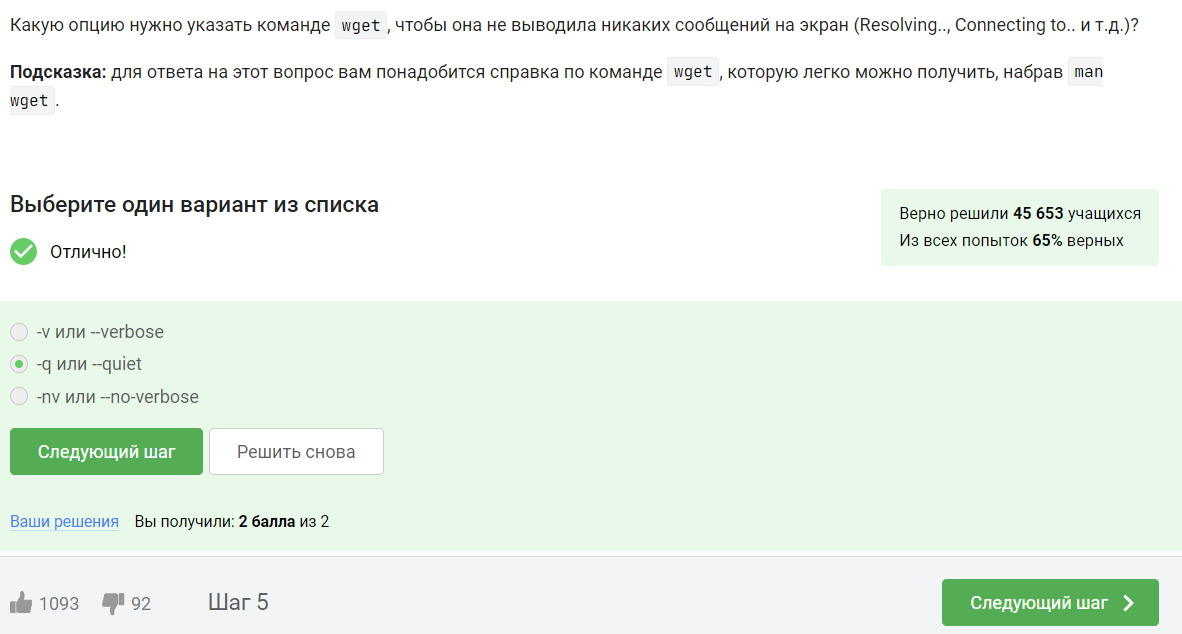 Какую опцию нужно указать команде wget, чтобы она не выводила никаких сообщений на экран (Resolving.., Connecting to.. и т.д.)?
Подсказка: для ответа на этот вопрос вам понадобится справка по команде wget, которую легко можно получить, набрав man
wget.
Выберите один вариант из списка
Верно решили 45 653 учащихся
Из всех попыток 65% верных
Отлично!
-v или --verbose
-q или --quiet
-nv или --no-verbose
Следующий шаг Решить снова
Ваши решения Вы получили: 2 балла из 2
1093 92 Шаг 5 Следующий шаг